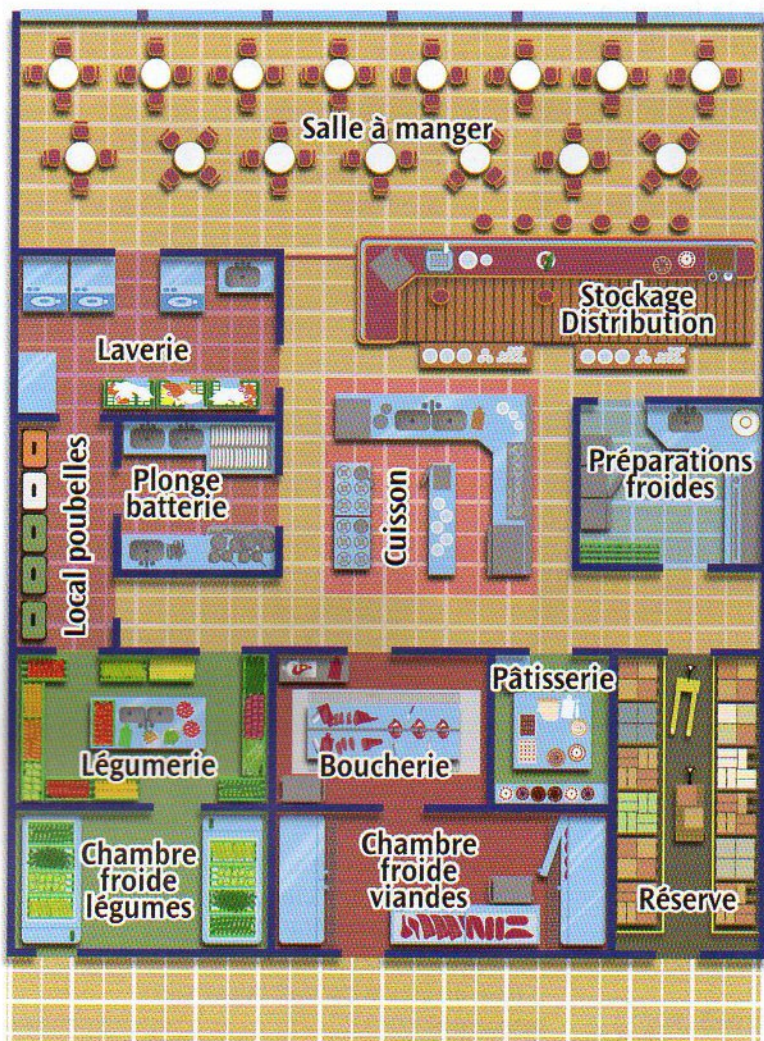 Salle à manger
Stockage
Distribution
Laverie
Préparations
froides
Plonge
batterie
Cuisson
Local poubelles
Pâtisserie
Légumerie
Boucherie
Chambre
froide
légumes
Chambre
froide
viandes
Réserve